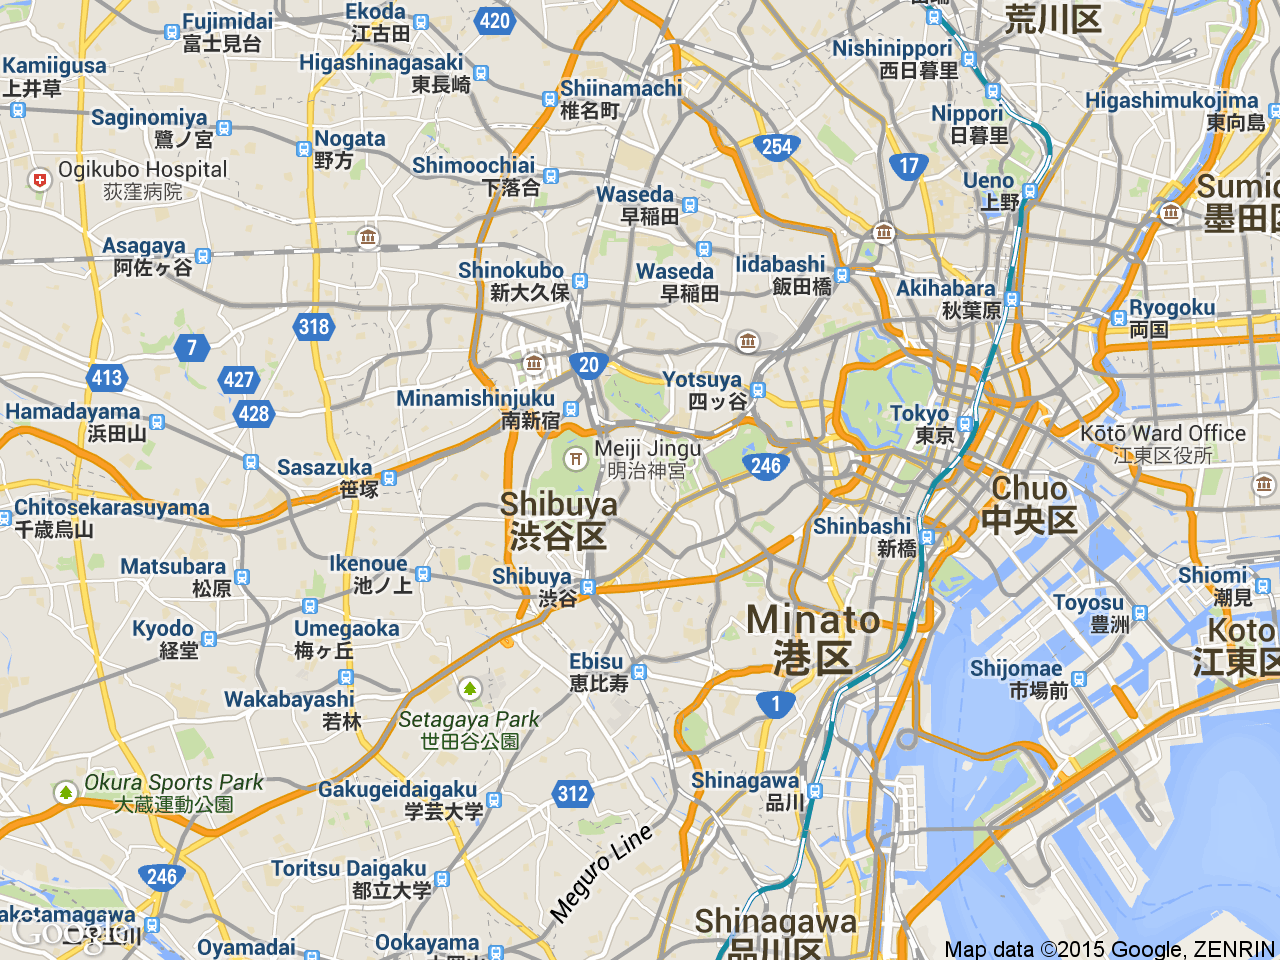 Fujimidai
富士見台
Ekoda
江古田
420
荒川区
Nishinippori
西日暮里
Kamiigusa
上井草
Higashinagasaki
東長崎
Shiinamachi
椎名町
Nippori
日暮里
Higashimukojima
東向島
Saginomiya
鷺ノ宮
Nogata
野方
254
17
Ogikubo Hospital
荻窪病院
Shimoochiai
下落合
Waseda
早稲田
Ueno
上野
墨田区
Asagaya
阿佐ヶ谷
Shinokubo
新大久保
Waseda
早稲田
Iidabashi
飯田橋
Akihabara
秋葉原
Ryogoku
両国
318
7
20
413
427
428
Yotsuya
四ッ谷
Minamishinjuku
南新宿
Hamadayama
浜田山
Tokyo
東京
Kōtō Ward Office
江東区役所
Meiji Jingu
明治神宮
246
Sasazuka
笹塚
Chuo
中央区
Shibuya
渋谷区
Chitosekarasuyama
千歳烏山
Shinbashi
新橋
Matsubara
松原
Ikenoue
池ノ上
Shibuya
渋谷
Shiomi
潮見
Toyosu
豊洲
Kyodo
経堂
Umegaoka
梅ヶ丘
Minato
港区
Koto
江東区
Ebisu
恵比寿
Shijomae
市場前
Wakabayashi
若林
1
Setagaya Park
世田谷公園
Okura Sports Park
大蔵運動公園
Gakugeidaigaku
学芸大学
312
Shinagawa
品川
Meguro Line
Toritsu Daigaku
都立大学
246
Shinagawa
品川区
Oyamadai
Ookayama
Google
Map data ©2015 Google, ZENRIN